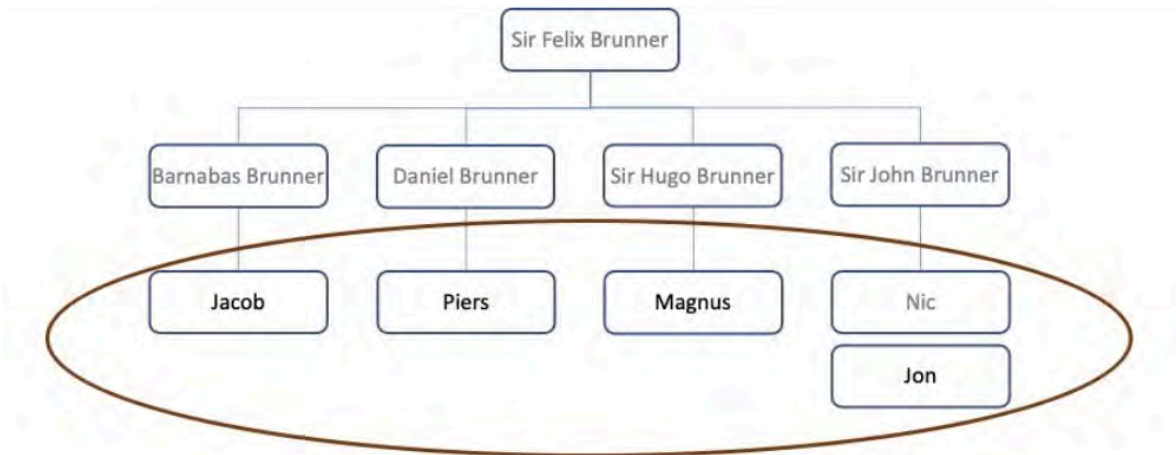 Sir Felix Brunner
Barnabas Brunner
Daniel Brunner
Sir Hugo Brunner
Sir John Brunner
Jacob
Piers
Magnus
Nic
Jon